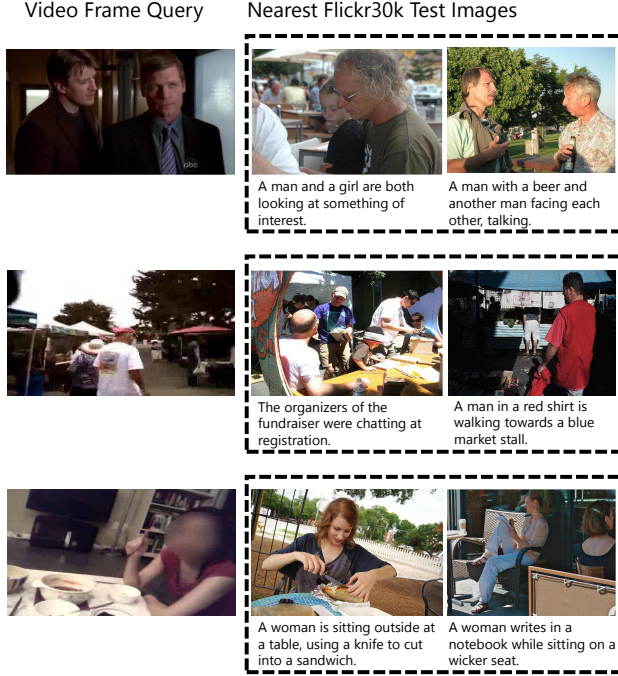 Video Frame Query
Nearest Flickr30k Test Images
abc
A man and a girl are both
looking at something of
interest.
A man with a beer and
another man facing each
other, talking.
The organizers of the
fundraiser were chatting at
registration.
A man in a red shirt is
walking towards a blue
market stall.
A woman is sitting outside at
a table, using a knife to cut
into a sandwich.
A woman writes in a
notebook while sitting on a
wicker seat.